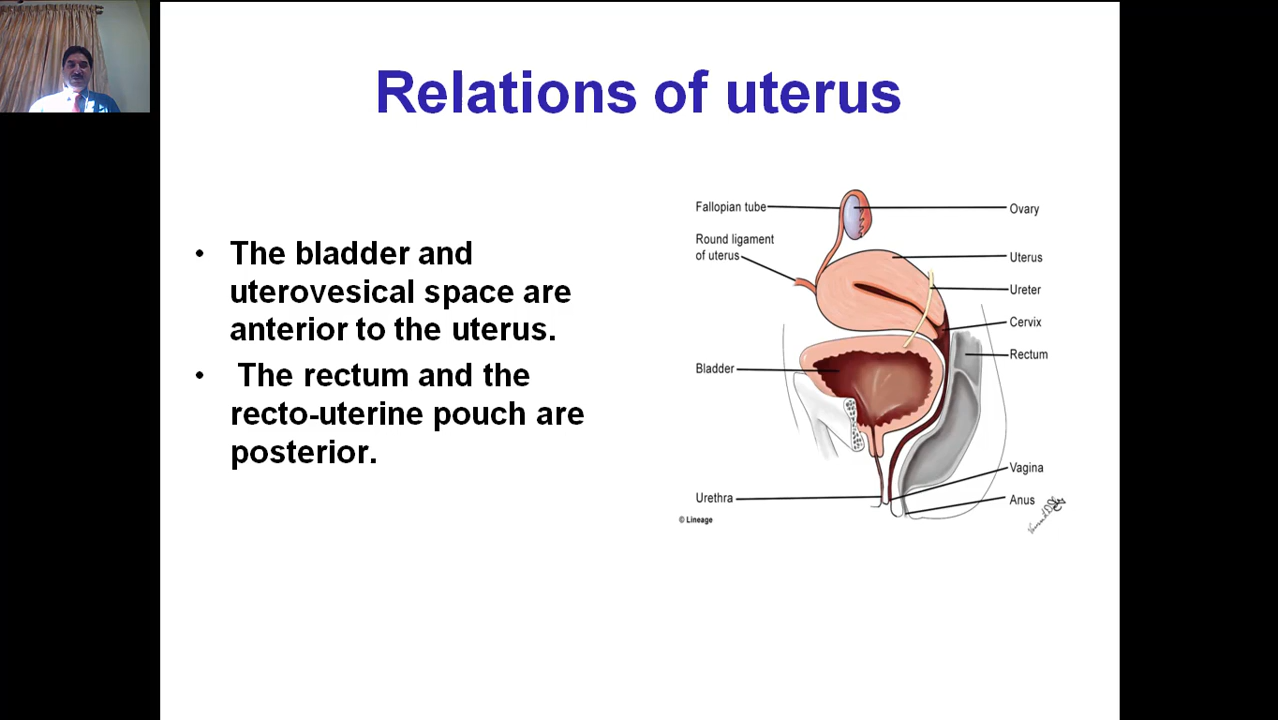 Relations of uterus
• The bladder and
uterovesical space are
anterior to the uterus.
• The rectum and the
recto-uterine pouch are
posterior.
Fallopian tube
Round ligament
of uterus
Bladder
Urethra
© Lineage
Ovary
Uterus
Ureter
Cervix
Rectum
Vagina
Anus